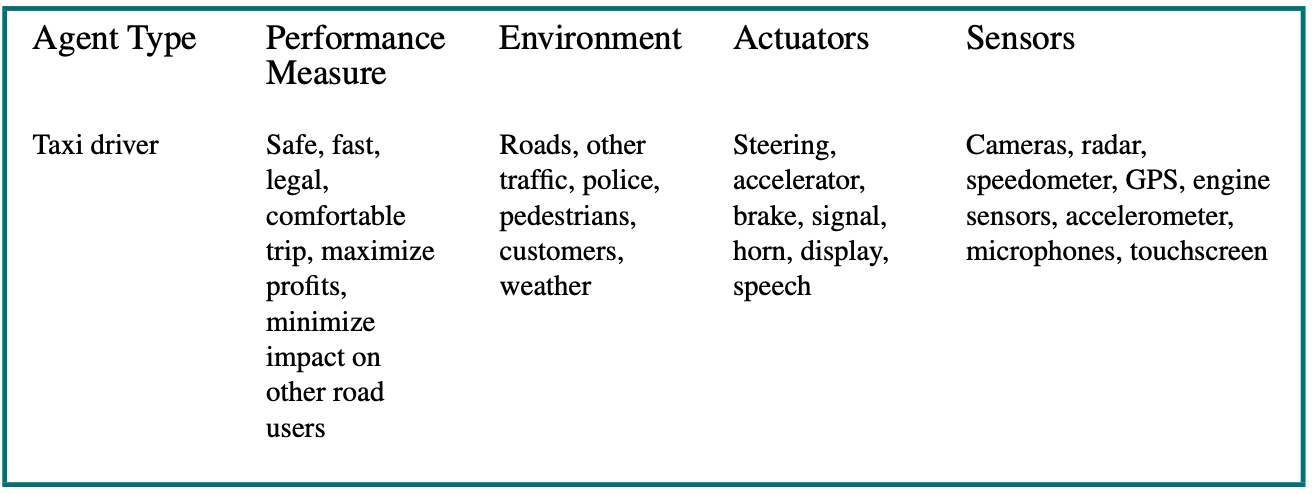 Agent Type
Performance
Measure
Environment
Actuators
Sensors
Taxi driver
Safe, fast,
legal,
comfortable
trip, maximize
profits,
minimize
impact on
other road
users
Roads, other
traffic, police,
pedestrians,
customers,
weather
Steering,
accelerator,
brake, signal,
horn, display,
speech
Cameras, radar,
speedometer, GPS, engine
sensors, accelerometer,
microphones, touchscreen